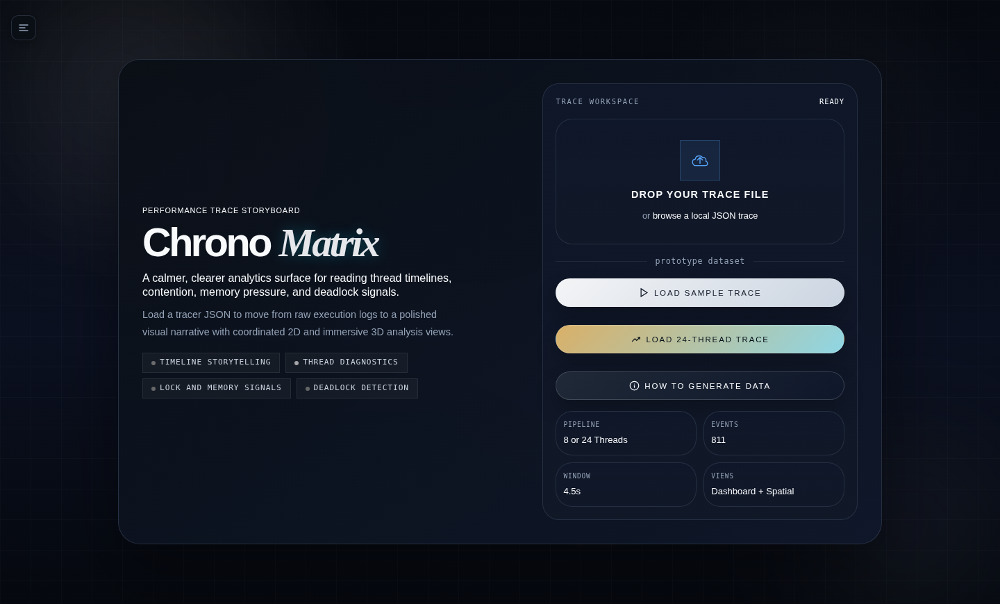 PERFORMANCE TRACE STORYBOARD
Chrono Matrix
A calmer, clearer analytics surface for reading thread timelines,
contention, memory pressure, and deadlock signals.
Load a tracer JSON to move from raw execution logs to a polished
visual narrative with coordinated 2D and immersive 3D analysis views.
TIMELINE STORYTELLING
THREAD DIAGNOSTICS
LOCK AND MEMORY SIGNALS
DEADLOCK DETECTION
TRACE WORKSPACE
READY
DROP YOUR TRACE FILE
or browse a local JSON trace
prototype dataset
LOAD SAMPLE TRACE
LOAD 24-THREAD TRACE
HOW TO GENERATE DATA
PIPELINE
8 or 24 Threads
EVENTS
811
WINDOW
4.5s
VIEWS
Dashboard + Spatial